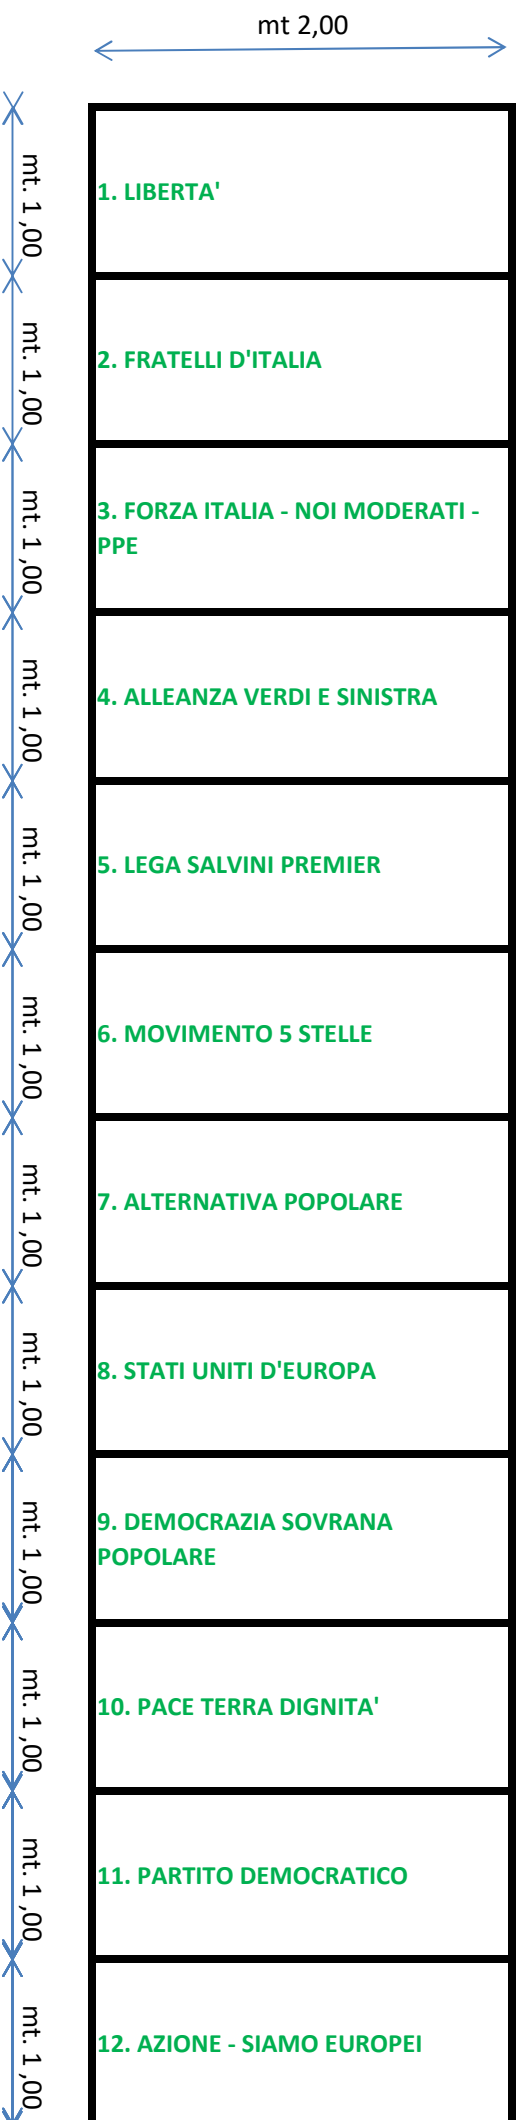 mt 2,00
mt. 1 ,00
1. LIBERTA'
mt. 1 ,00
2. FRATELLI D'ITALIA
mt. 1 ,00
3. FORZA ITALIA - NOI MODERATI -
PPE
mt. 1 ,00
4. ALLEANZA VERDI E SINISTRA
mt. 1 ,00
5. LEGA SALVINI PREMIER
mt. 1 ,00
6. MOVIMENTO 5 STELLE
mt. 1 ,00
7. ALTERNATIVA POPOLARE
mt. 1 ,00
8. STATI UNITI D'EUROPA
mt. 1 ,00
9. DEMOCRAZIA SOVRANA
POPOLARE
mt. 1 ,00
10. PACE TERRA DIGNITA'
mt. 1 ,00
11. PARTITO DEMOCRATICO
mt. 1 ,00
12. AZIONE - SIAMO EUROPEI